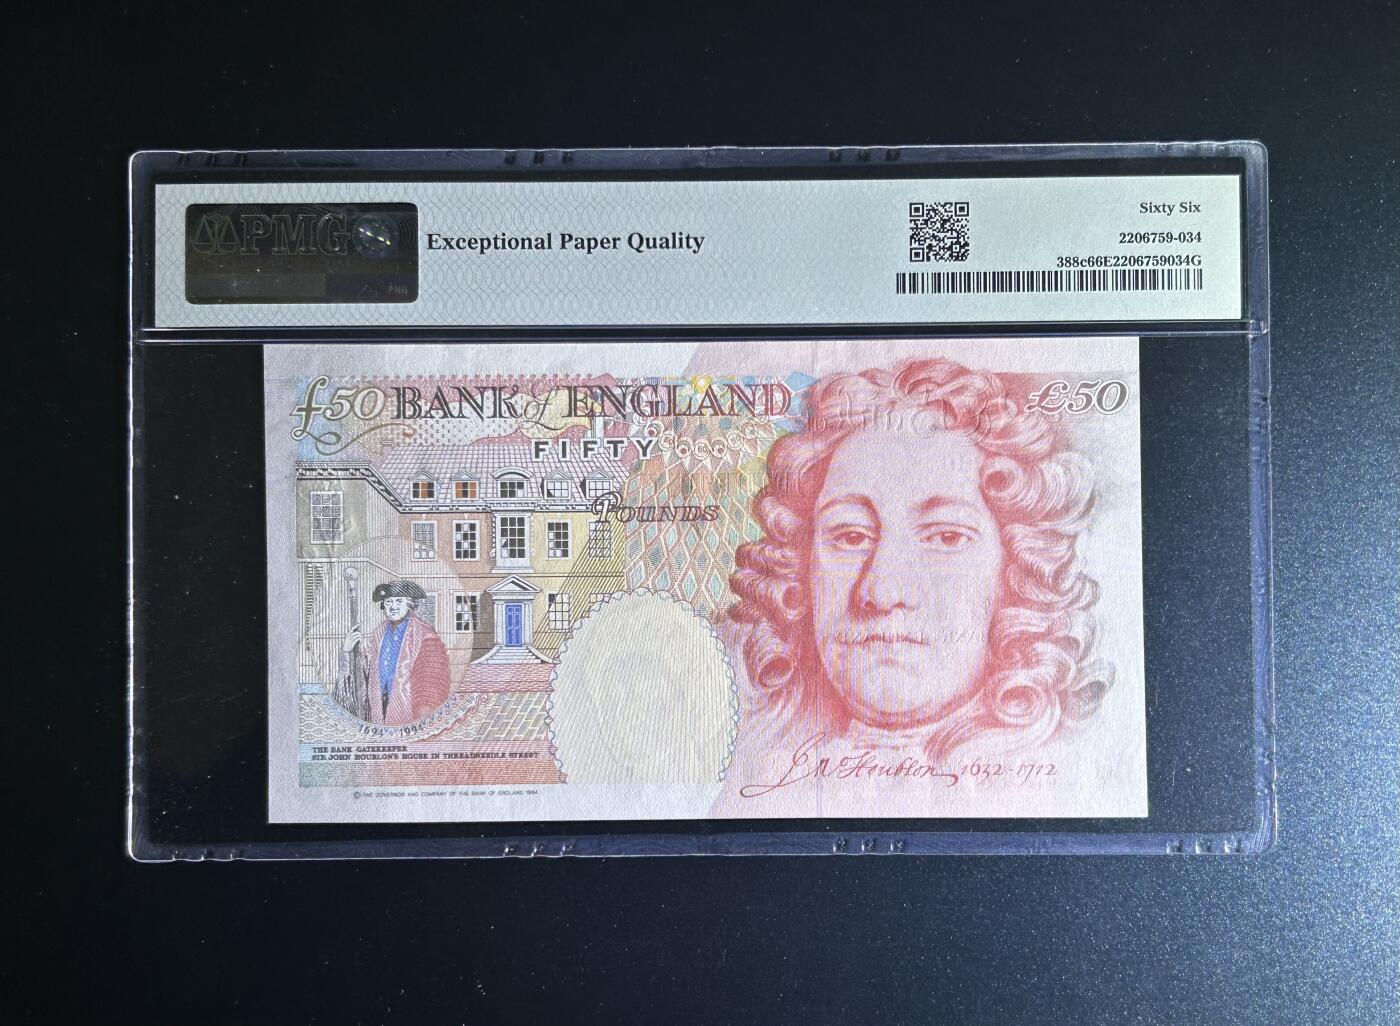 PMG
Exceptional Paper Quality
Sixty Six
2206759-034
388c66E2206759034G
£50 BANK of ENGLAND
£50
FIFTY
POUNDS
1694 1994
THE BANK GATEKEEPER
SIR JOHN HOUBLON'S HOUSE IN THREADNEEDLE STREET
© THE GOVERNOR AND COMPANY OF THE BANK OF ENGLAND 1994
Houblon 1632-1712